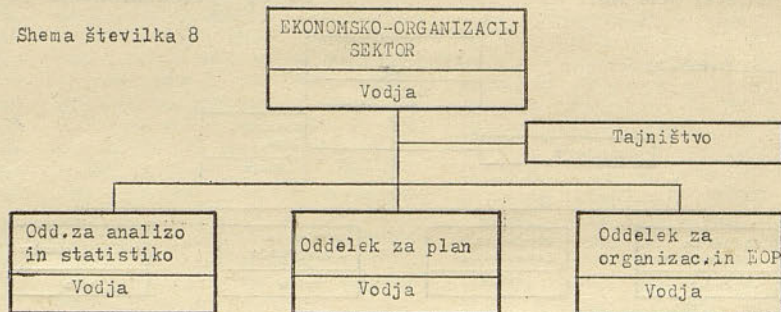 Shema številka 8
EKONOMSKO-ORGANIZACIJ
SEKTOR
Vodja
Tajništvo
Odd.za analizo
in statistiko
Vodja
Oddelek za plan
Vodja
Oddelek za
organizac.in EOP
Vodja